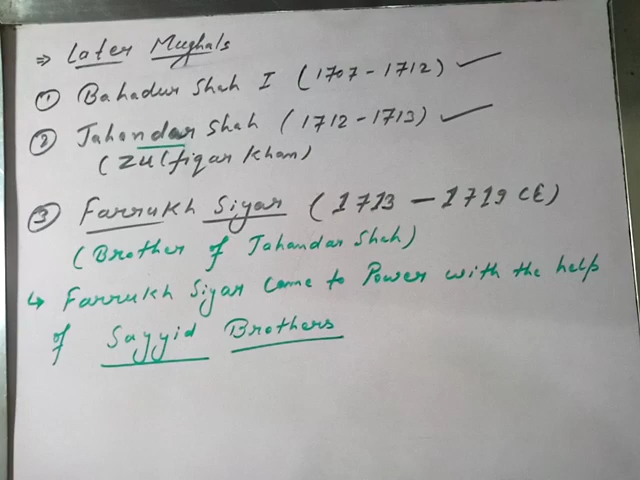 ⇒ Later Mughals
① Bahadur Shah I (1707 - 1712) ✓
② Jahandar Shah (1712 - 1713) ✓
(Zulfiqar Khan)
③ Farrukh Siyar (1713 - 1719 CE)
(Brother of Jahandar Shah)
↳ Farrukh Siyar Came to Power with the help
of Sayyid Brothers